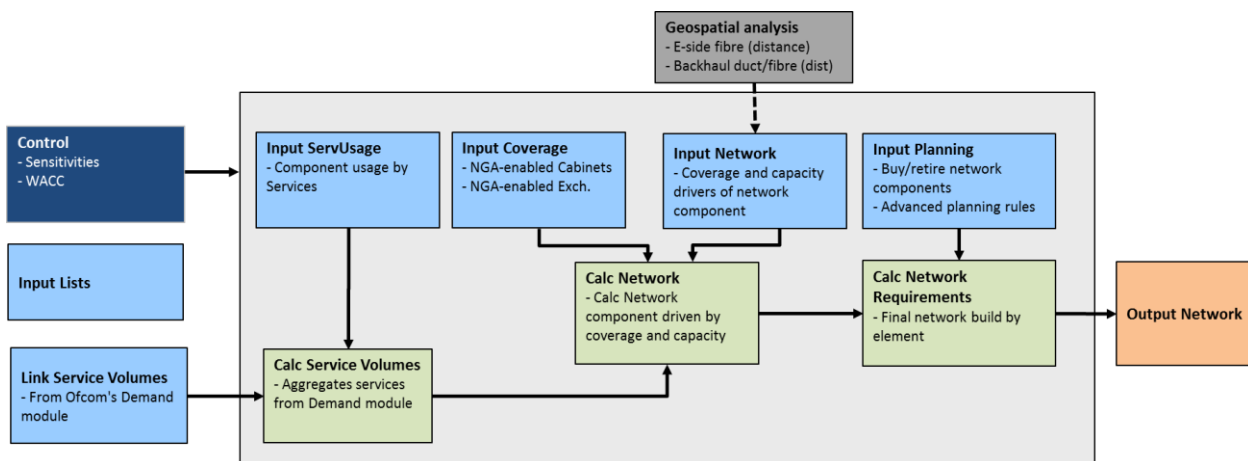 Geospatial analysis
- E-side fibre (distance)
- Backhaul duct/fibre (dist)
Control
- Sensitivities
- WACC
Input ServUsage
- Component usage by
Services
Input Coverage
- NGA-enabled Cabinets
- NGA-enabled Exch.
Input Network
- Coverage and capacity
drivers of network
component
Input Planning
- Buy/retire network
components
- Advanced planning rules
Input Lists
Calc Network
- Calc Network
component driven by
coverage and capacity
Calc Network
Requirements
- Final network build by
element
Output Network
Link Service Volumes
- From Ofcom's Demand
module
Calc Service Volumes
- Aggregates services
from Demand module